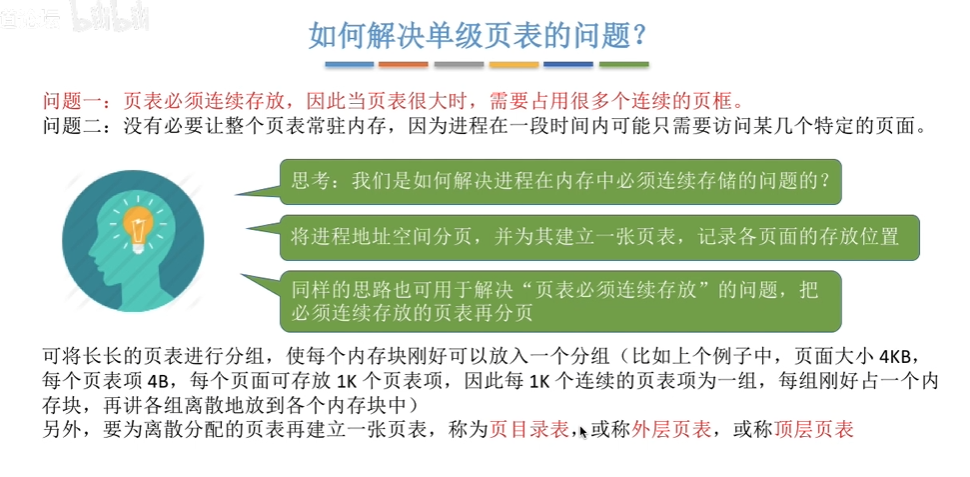 bilibili
如何解决单级页表的问题？
问题一：页表必须连续存放，因此当页表很大时，需要占用很多个连续的页框。
问题二：没有必要让整个页表常驻内存，因为进程在一段时间内可能只需要访问某几个特定的页面。
思考：我们是如何解决进程在内存中必须连续存储的问题的？
将进程地址空间分页，并为其建立一张页表，记录各页面的存放位置
同样的思路也可用于解决“页表必须连续存放”的问题，把
必须连续存放的页表再分页
可将长长的页表进行分组，使每个内存块刚好可以放入一个分组（比如上个例子中，页面大小 4KB，
每个页表项 4B，每个页面可存放 1K 个页表项，因此每 1K 个连续的页表项为一组，每组刚好占一个内
存块，再讲各组离散地放到各个内存块中）
另外，要为离散分配的页表再建立一张页表，称为页目录表，或称外层页表，或称顶层页表